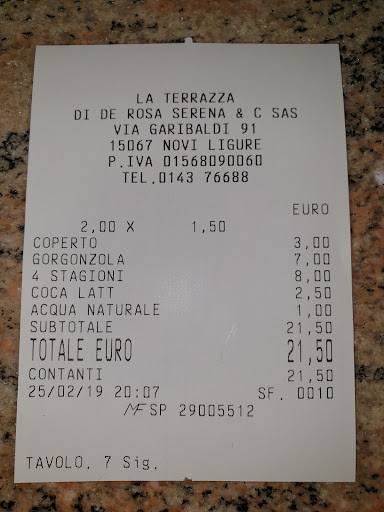 LA TERRAZZA
DI DE ROSA SERENA & C SAS
VIA GARIBALDI 91
15067 NOVI LIGURE
P.IVA 01568090060
TEL.0143 76688
EURO
2,00 X 1,50
COPERTO 3,00
GORGONZOLA 7,00
4 STAGIONI 8,00
COCA LATT 2,50
ACQUA NATURALE 1,00
SUBTOTALE 21,50
TOTALE EURO 21,50
CONTANTI 21,50
25/02/19 20:07 SF. 0010
MF SP 29005512
TAVOLO. 7 Sig.